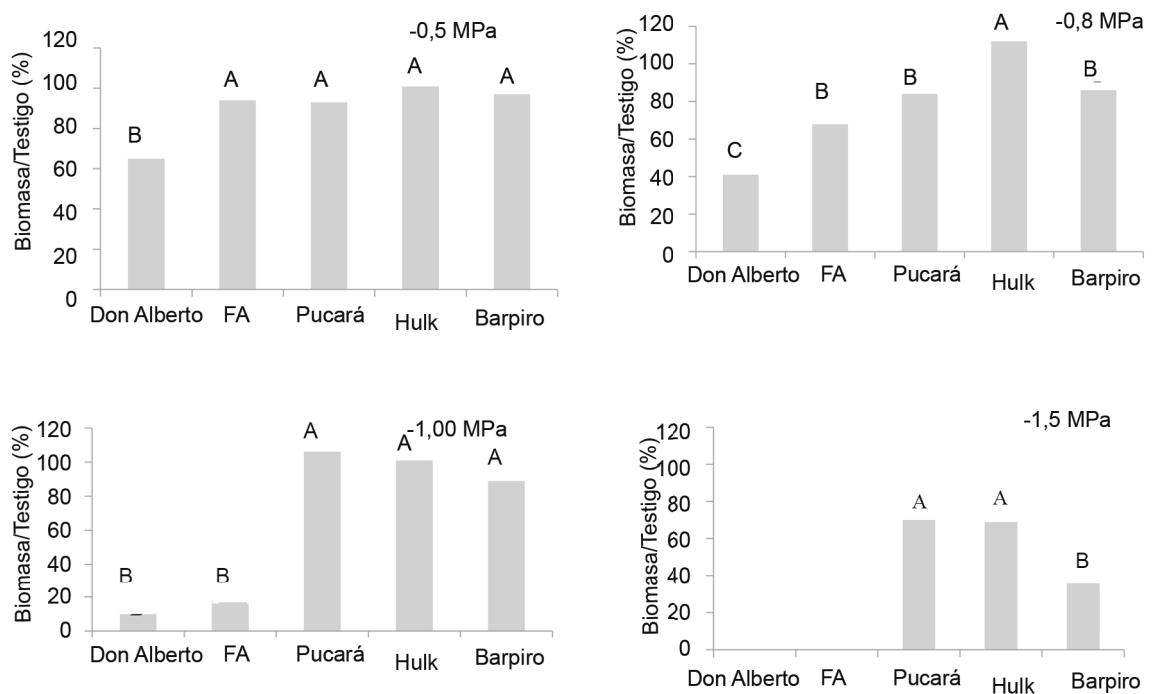 -0,5 MPa
Biomasa/Testigo (%)
120
100
80
60
40
20
0
B
A
A
A
A
Don Alberto
FA
Pucará
Hulk
Barpiro
-0,8 MPa
Biomasa/Testigo (%)
120
100
80
60
40
20
0
C
B
B
A
B
Don Alberto
FA
Pucará
Hulk
Barpiro
-1,00 MPa
Biomasa/Testigo (%)
120
100
80
60
40
20
0
B
B
A
A
A
Don Alberto
FA
Pucará
Hulk
Barpiro
-1,5 MPa
Biomasa/Testigo (%)
120
100
80
60
40
20
0
A
A
B
Don Alberto
FA
Pucará
Hulk
Barpiro